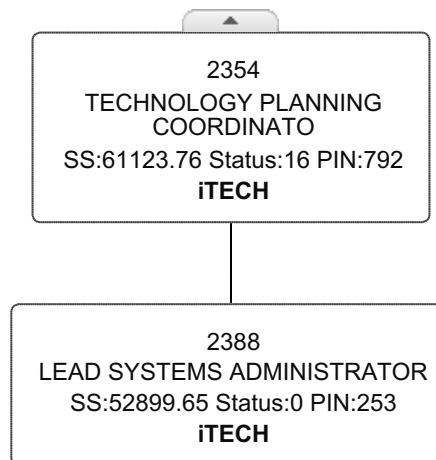 2354
TECHNOLOGY PLANNING
COORDINATO
SS:61123.76 Status:16 PIN:792
iTECH
2388
LEAD SYSTEMS ADMINISTRATOR
SS:52899.65 Status:0 PIN:253
iTECH